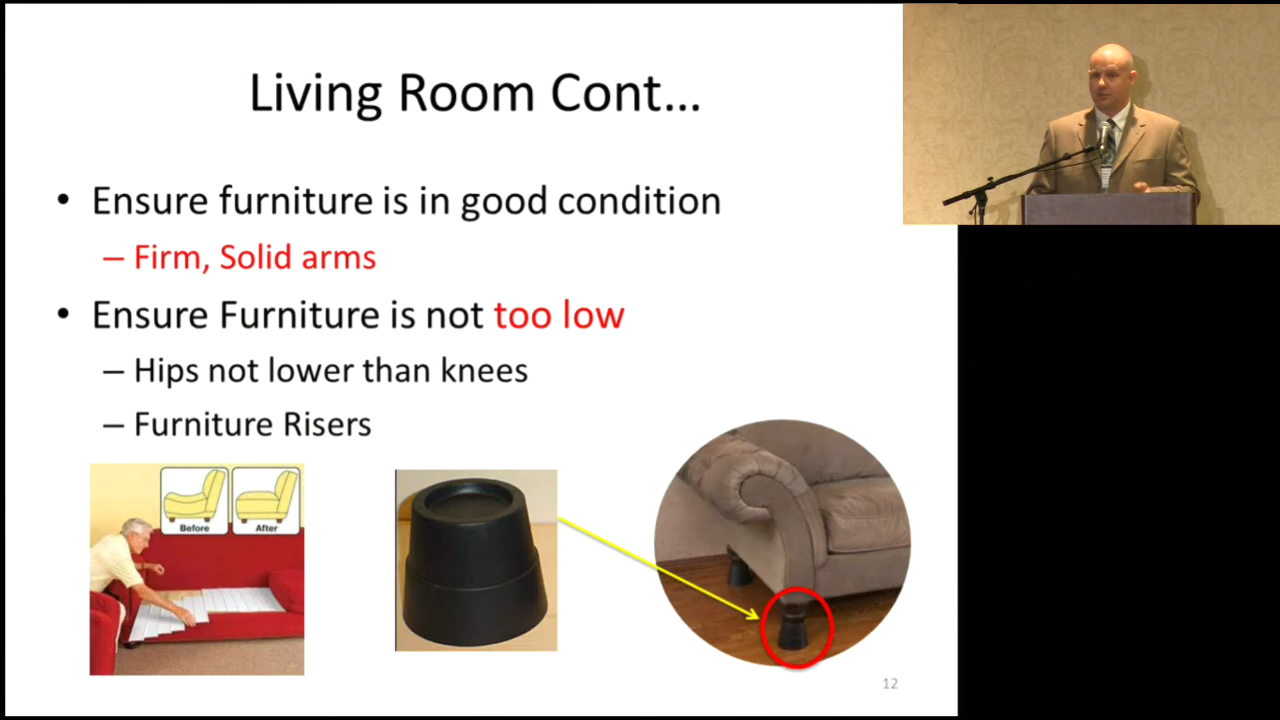 Living Room Cont...
• Ensure furniture is in good condition
– Firm, Solid arms
• Ensure Furniture is not too low
– Hips not lower than knees
– Furniture Risers
Before After
12